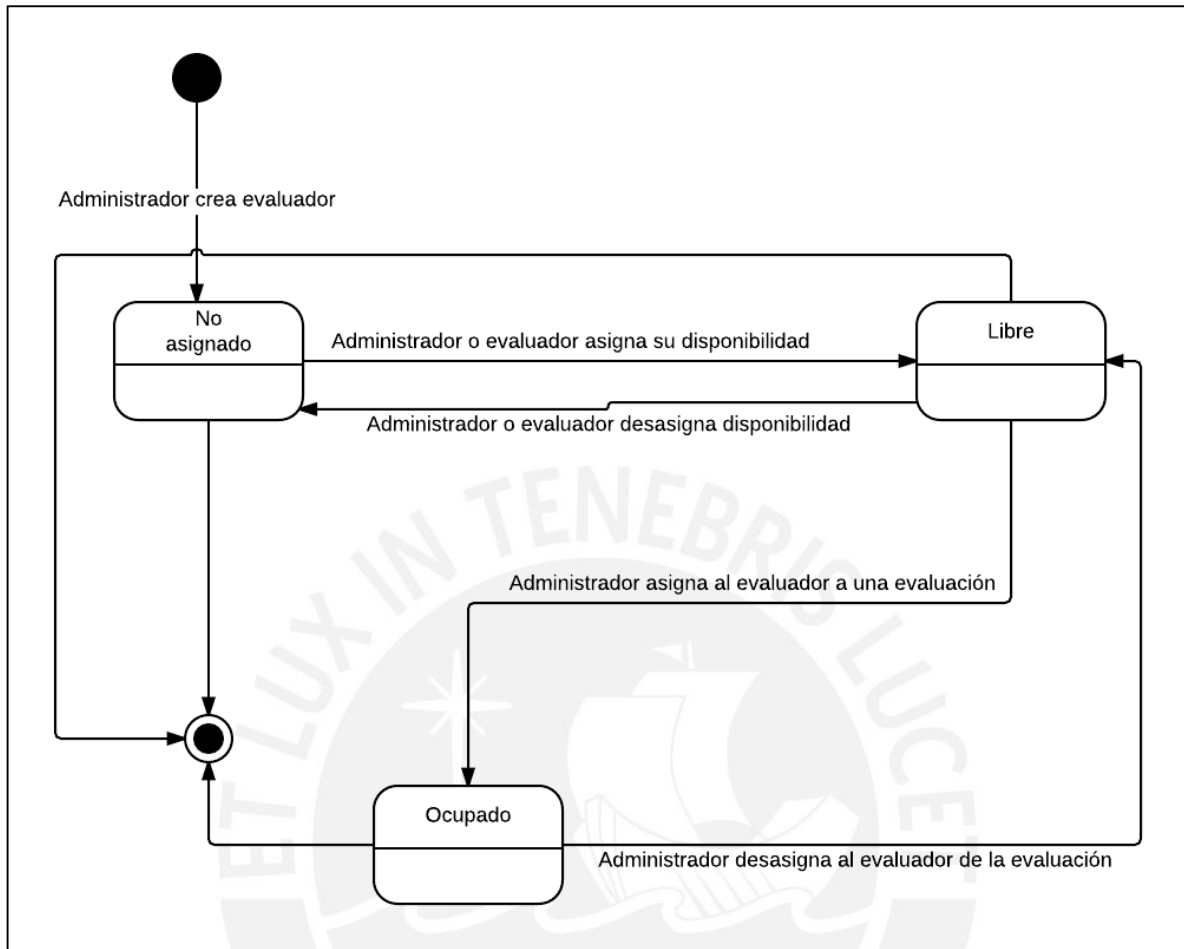 Administrador crea evaluador
No
asignado
Administrador o evaluador asigna su disponibilidad
Libre
Administrador o evaluador desasigna disponibilidad
ET LUX IN TENEBRIS LUCET
Administrador asigna al evaluador a una evaluación
Ocupado
Administrador desasigna al evaluador de la evaluación